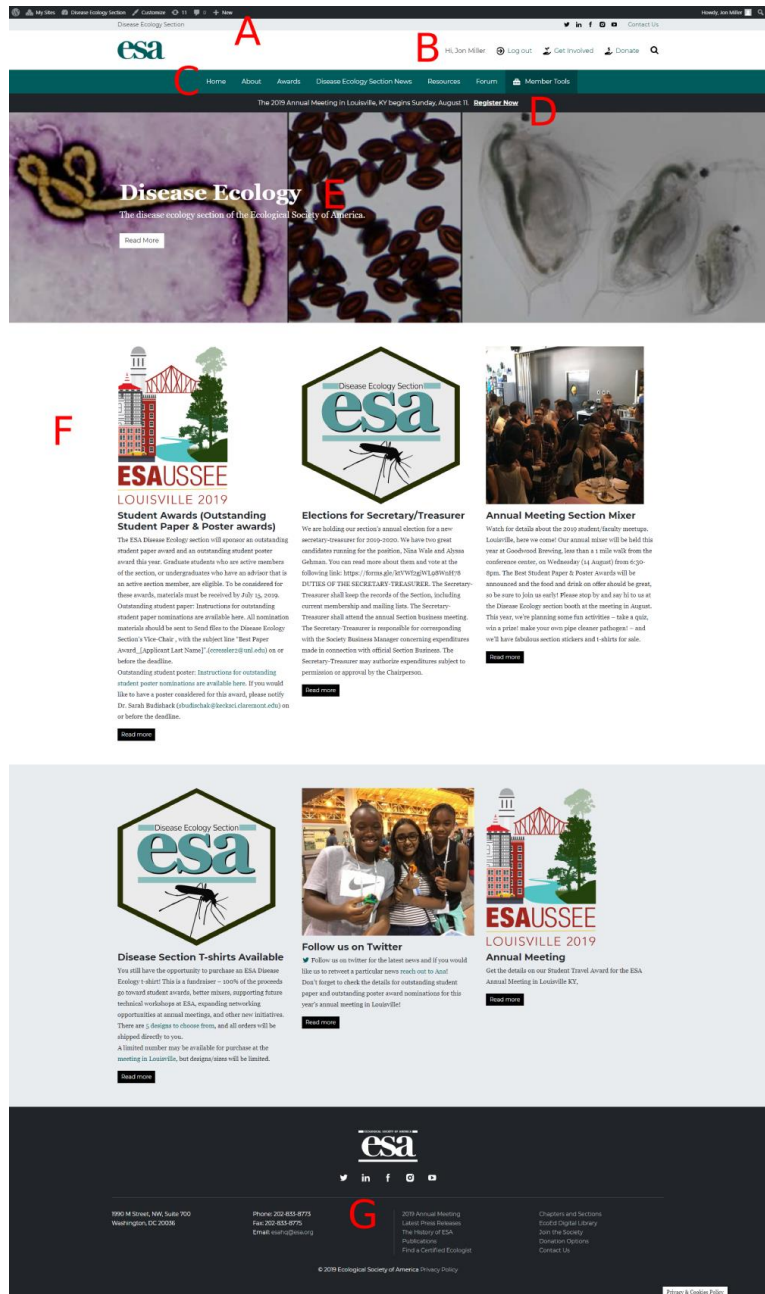 My Sites Disease Ecology Section Customize 11 0 New Howdy, Jon Miller
Disease Ecology Section Contact Us
A
esa
B
Hi, Jon Miller Log out Get Involved Donate
C
Home About Awards Disease Ecology Section News Resources Forum Member Tools
The 2019 Annual Meeting in Louisville, KY begins Sunday, August 11. Register Now
D
Disease Ecology
E
The disease ecology section of the Ecological Society of America.
Read More
F
ESAUSSEE
LOUISVILLE 2019
Student Awards (Outstanding
Student Paper & Poster awards)
The ESA Disease Ecology section will sponsor an outstanding
student paper award and an outstanding student poster
award this year. Graduate students who are active members
of the section, or undergraduates who have an advisor that is
an active section member, are eligible. To be considered for
these awards, materials must be received by July 15, 2019.
Outstanding student paper: Instructions for outstanding
student paper nominations are available here. All nomination
materials should be sent to Send files to the Disease Ecology
Section's Vice-Chair , with the subject line "Best Paper
Award_[Applicant Last Name]".(ccressler2@unl.edu) on or
before the deadline.
Outstanding student poster: Instructions for outstanding
student poster nominations are available here. If you would
like to have a poster considered for this award, please notify
Dr. Sarah Budishack (sbudischak@kecksci.claremont.edu) on
or before the deadline.
Read more
Disease Ecology Section
esa
Elections for Secretary/Treasurer
We are holding our section's annual election for a new
secretary-treasurer for 2019-2020. We have two great
candidates running for the position, Nina Wale and Alyssa
Gehman. You can read more about them and vote at the
following link:
DUTIES OF THE SECRETARY-TREASURER. The Secretary-
Treasurer shall keep the records of the Section, including
current membership and mailing lists. The Secretary-
Treasurer shall attend the annual Section business meeting.
The Secretary-Treasurer is responsible for corresponding
with the Society Business Manager concerning expenditures
made in connection with official Section Business. The
Secretary-Treasurer may authorize expenditures subject to
permission or approval by the Chairperson.
Read more
Annual Meeting Section Mixer
Watch for details about the 2019 student/faculty meetups.
Louisville, here we come! Our annual mixer will be held this
year at Goodwood Brewing, less than a 1 mile walk from the
conference center, on Wednesday (14 August) from 6:30-
8pm. The Best Student Paper & Poster Awards will be
announced and the food and drink on offer should be great,
so be sure to join us early! Please stop by and say hi to us at
the Disease Ecology section booth at the meeting in August.
This year, we're planning some fun activities – take a quiz,
win a prize! make your own pipe cleaner pathogen! – and
we'll have fabulous section stickers and t-shirts for sale.
Read more
Disease Ecology Section
esa
Disease Section T-shirts Available
You still have the opportunity to purchase an ESA Disease
Ecology t-shirt! This is a fundraiser – 100% of the proceeds
go toward student awards, better mixers, supporting future
technical workshops at ESA, expanding networking
opportunities at annual meetings, and other new initiatives.
There are 5 designs to choose from, and all orders will be
shipped directly to you.
A limited number may be available for purchase at the
meeting in Louisville, but designs/sizes will be limited.
Read more
Follow us on Twitter
Follow us on twitter for the latest news and if you would
like us to retweet a particular news reach out to Ana!
Don't forget to check the details for outstanding student
paper and outstanding poster award nominations for this
year's annual meeting in Louisville!
Read more
ESAUSSEE
LOUISVILLE 2019
Annual Meeting
Get the details on our Student Travel Award for the ESA
Annual Meeting in Louisville KY,
Read more
ECOLOGICAL SOCIETY OF AMERICA
esa
G
1990 M Street, NW, Suite 700
Washington, DC 20036
Phone: 202-833-8773
Fax: 202-833-8775
Email: esahq@esa.org
2019 Annual Meeting
Latest Press Releases
The History of ESA
Publications
Find a Certified Ecologist
Chapters and Sections
EcoEd Digital Library
Join the Society
Donation Options
Contact Us
© 2019 Ecological Society of America Privacy Policy
Privacy & Cookies Policy